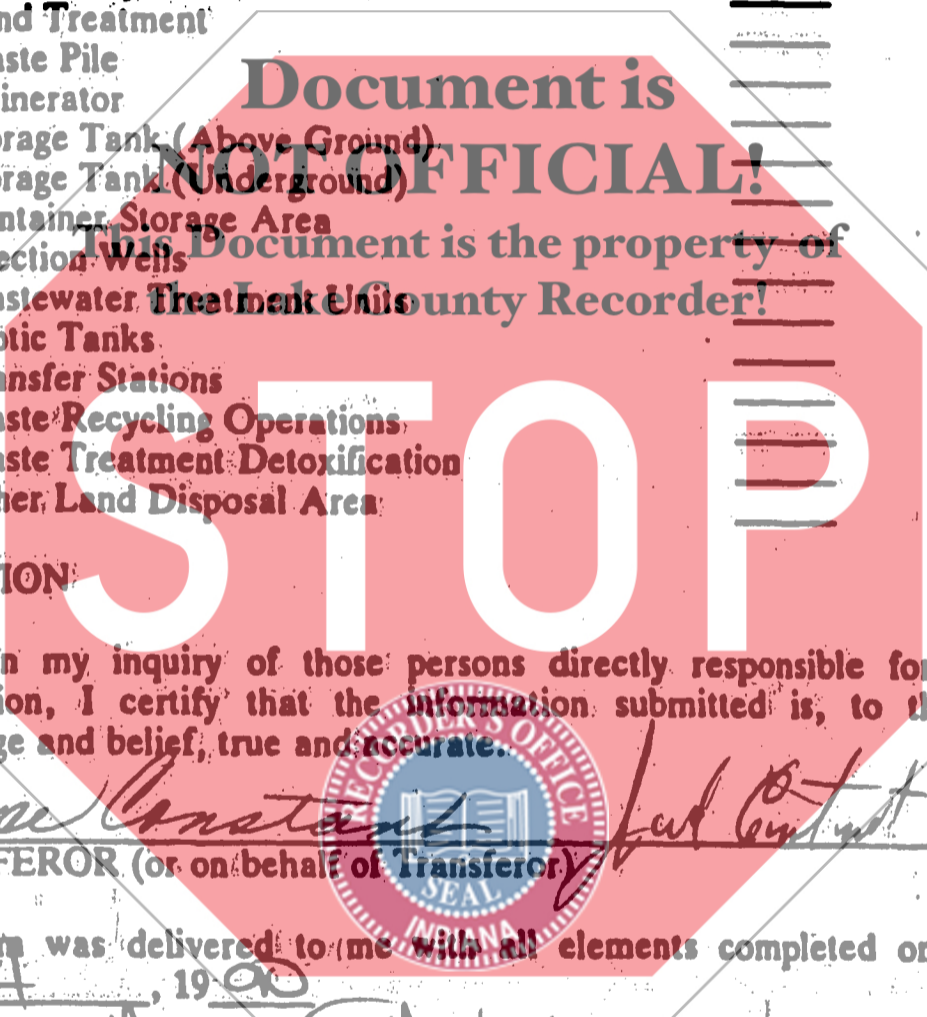 nd Treatment
aste Pile
inerator
orage Tank (Above Ground)
orage Tank (Underground)
ntainer Storage Area
ection Wells
astewater Treatment Units
otic Tanks
ansfer Stations
aste Recycling Operations
aste Treatment Detoxification
her Land Disposal Area
Document is
NOT OFFICIAL!
This Document is the property of
the Lake County Recorder!
STOP
ION
n my inquiry of those persons directly responsible for
ion, I certify that the information submitted is, to t
ge and belief, true and accurate.
Constant
FEROR (or on behalf of Transferor)
RECORDER'S OFFICE
SEAL
INDIANA
m was delivered to me with all elements completed or
, 19 90